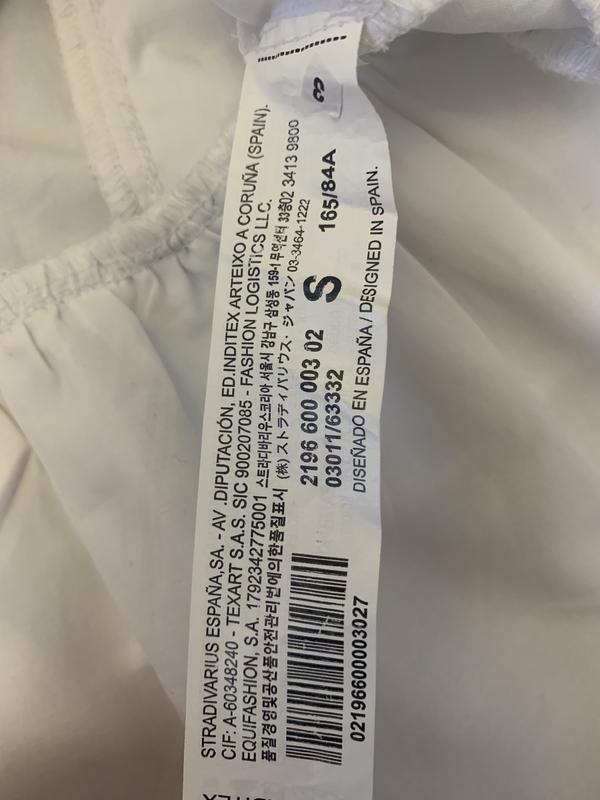 3
STRADIVARIUS ESPAÑA,SA. - AV .DIPUTACIÓN, ED.INDITEX ARTEIXO A CORUÑA (SPAIN).
CIF: A-60348240 - TEXART S.A.S. SIC 900207085 - FASHION LOGISTICS LLC.
EQUIFASHION, S.A. 1792342775001 스트라디바리우스코리아 서울시 강남구 삼성동 159-1 무역센터 33층02 3413 9800
품질경영및공산품안전관리법에의한품질표시 (株) ストラディバリウス・ジャパン 03-3464-1222
2196 600 003 02 S 165/84A
03011/63332
DISEÑADO EN ESPAÑA / DESIGNED IN SPAIN.
02196600003027